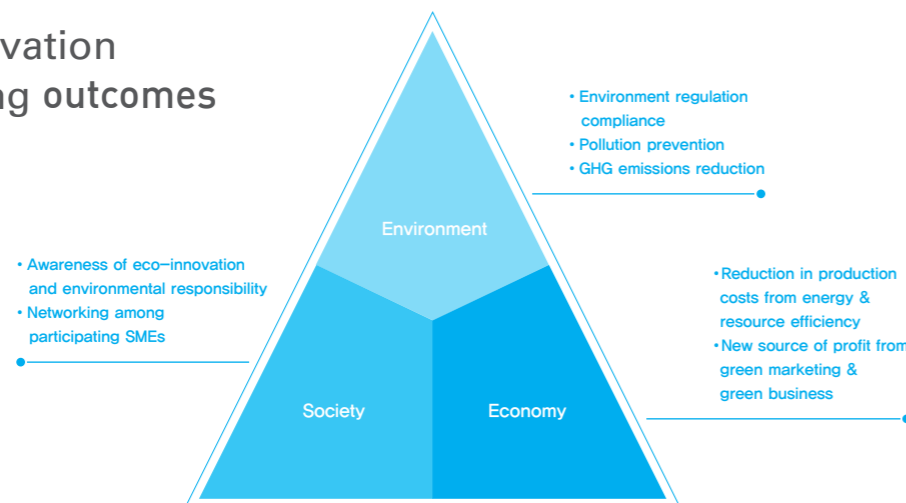 vation
ng outcomes
• Environment regulation
compliance
• Pollution prevention
• GHG emissions reduction
Environment
• Awareness of eco-innovation
and environmental responsibility
• Networking among
participating SMEs
• Reduction in production
costs from energy &
resource efficiency
• New source of profit from
green marketing &
green business
Society
Economy